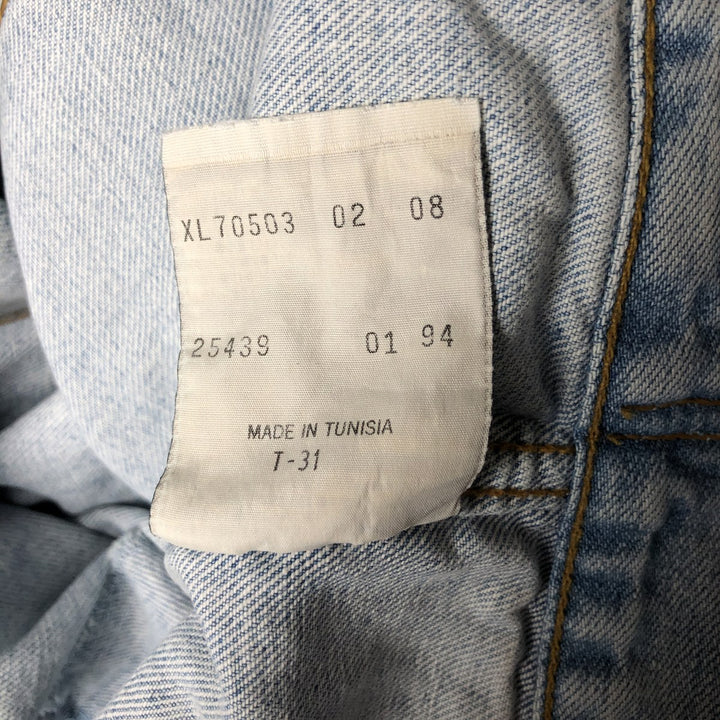 XL70503 02 08
25439 01 94
MADE IN TUNISIA
T-31